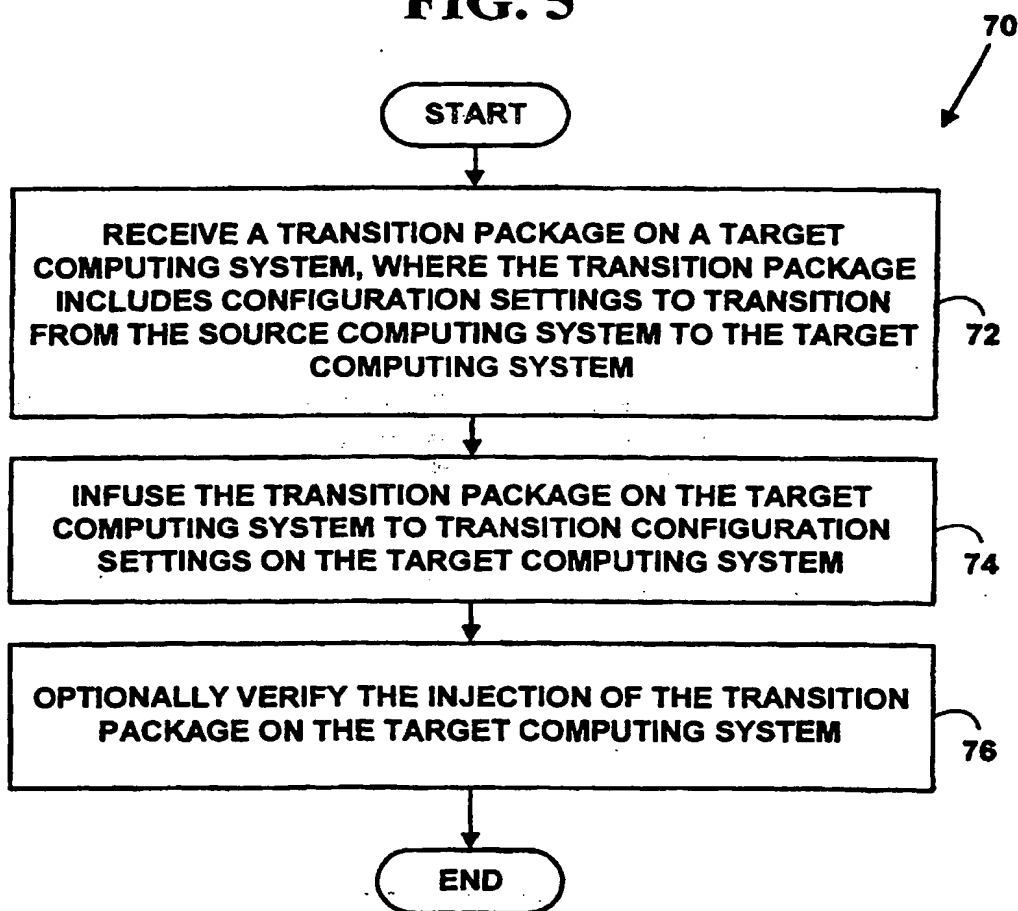 FIG. 5
70
START
RECEIVE A TRANSITION PACKAGE ON A TARGET
COMPUTING SYSTEM, WHERE THE TRANSITION PACKAGE
INCLUDES CONFIGURATION SETTINGS TO TRANSITION
FROM THE SOURCE COMPUTING SYSTEM TO THE TARGET
COMPUTING SYSTEM
72
INFUSE THE TRANSITION PACKAGE ON THE TARGET
COMPUTING SYSTEM TO TRANSITION CONFIGURATION
SETTINGS ON THE TARGET COMPUTING SYSTEM
74
OPTIONALLY VERIFY THE INJECTION OF THE TRANSITION
PACKAGE ON THE TARGET COMPUTING SYSTEM
76
END